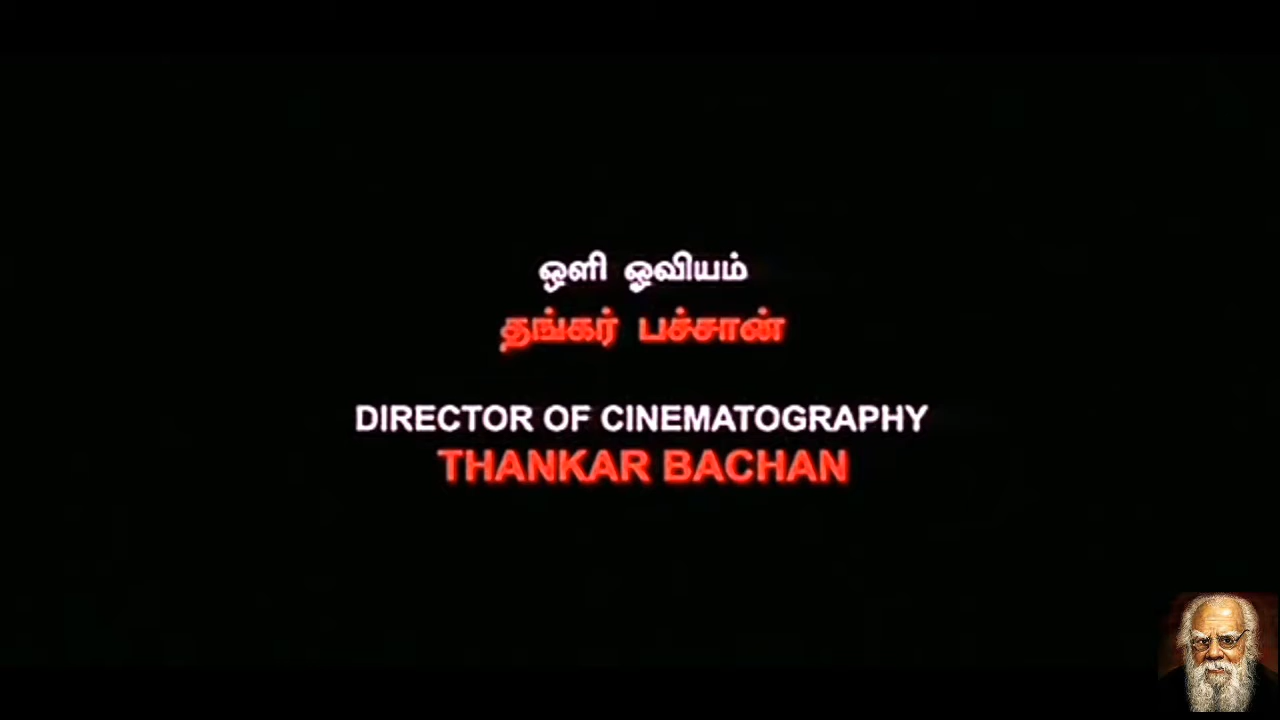 ஒளி ஓவியம்
தங்கர் பச்சான்
DIRECTOR OF CINEMATOGRAPHY
THANKAR BACHAN